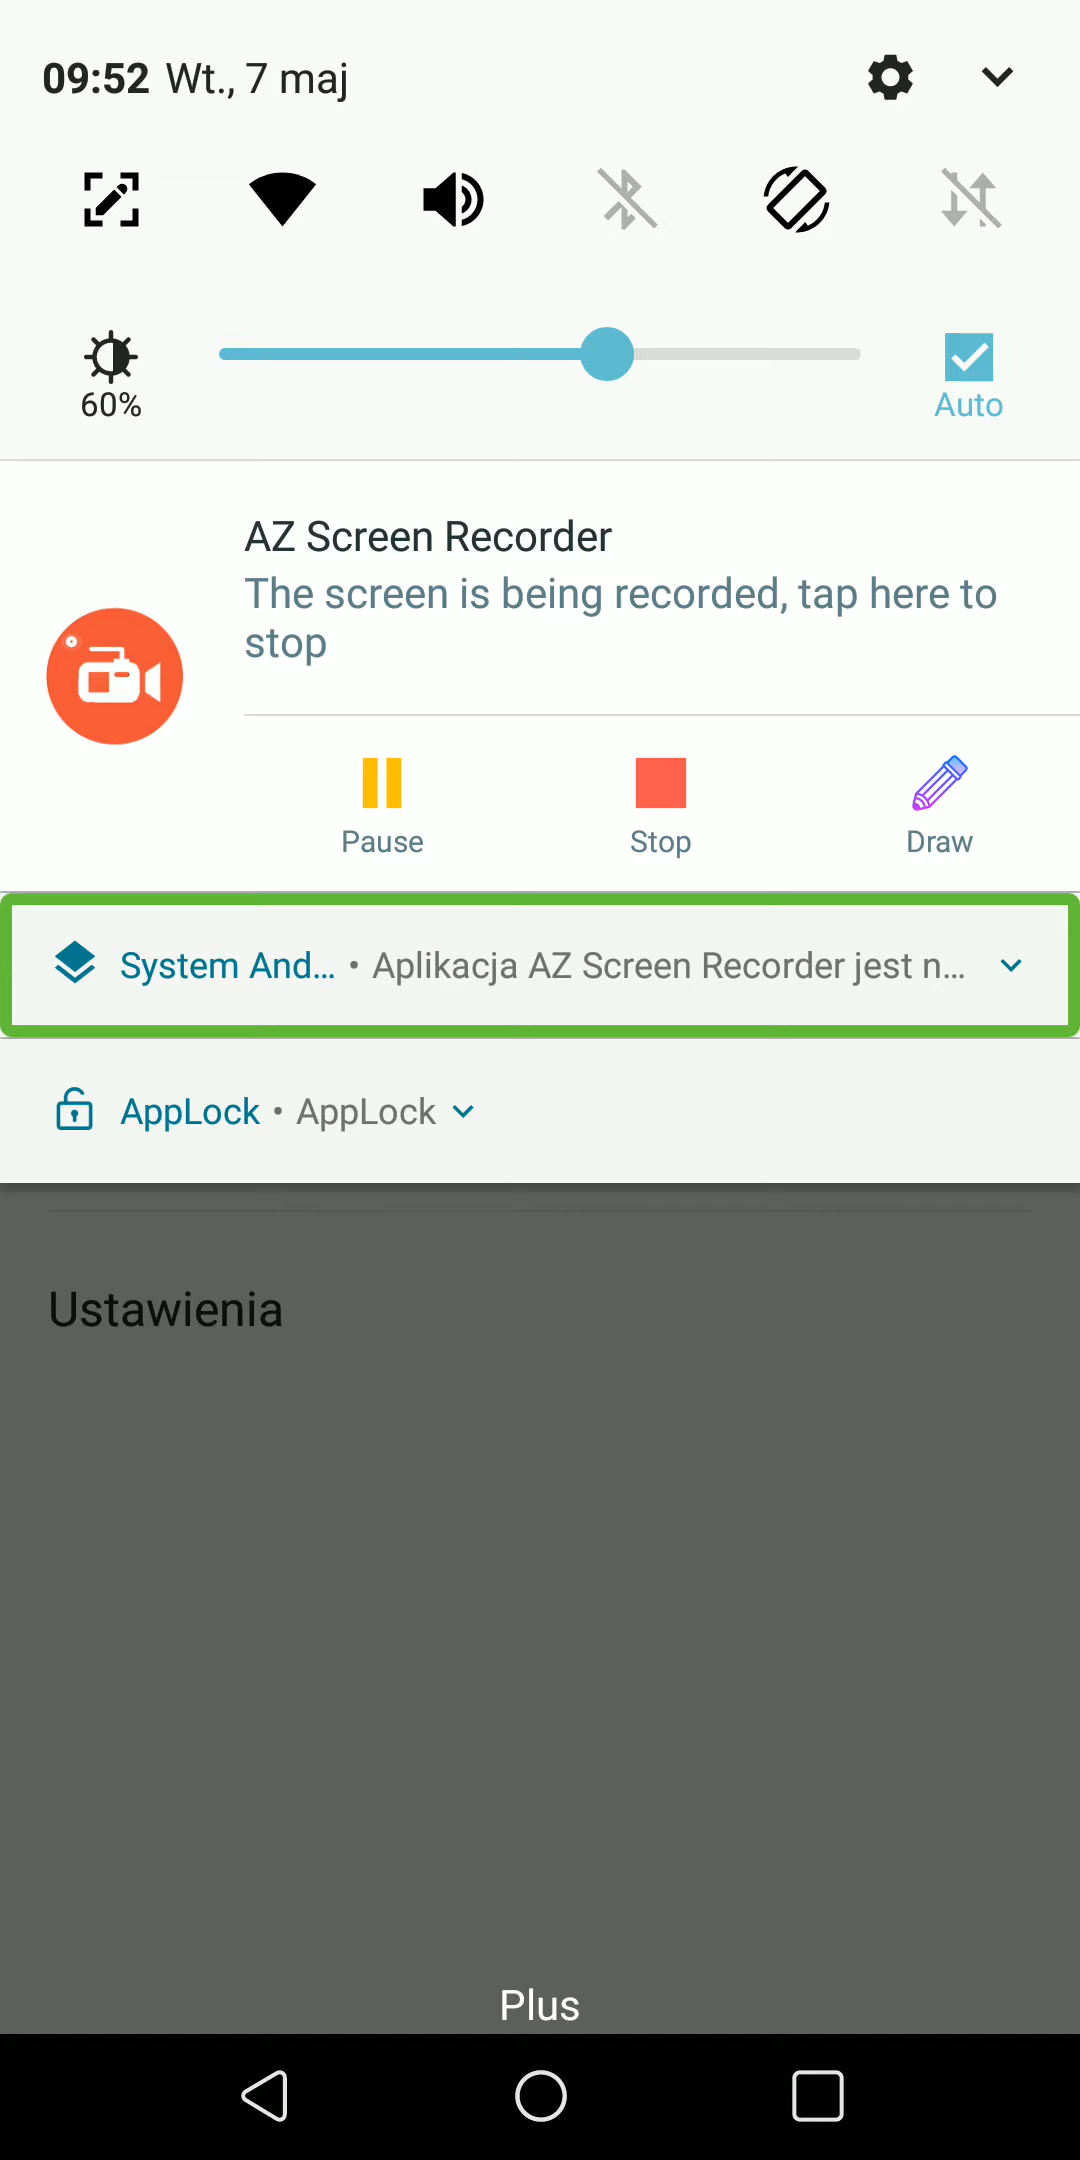 09:52 Wt., 7 maj
60%
Auto
AZ Screen Recorder
The screen is being recorded, tap here to
stop
Pause
Stop
Draw
System And... • Aplikacja AZ Screen Recorder jest n...
AppLock • AppLock
Ustawienia
Plus